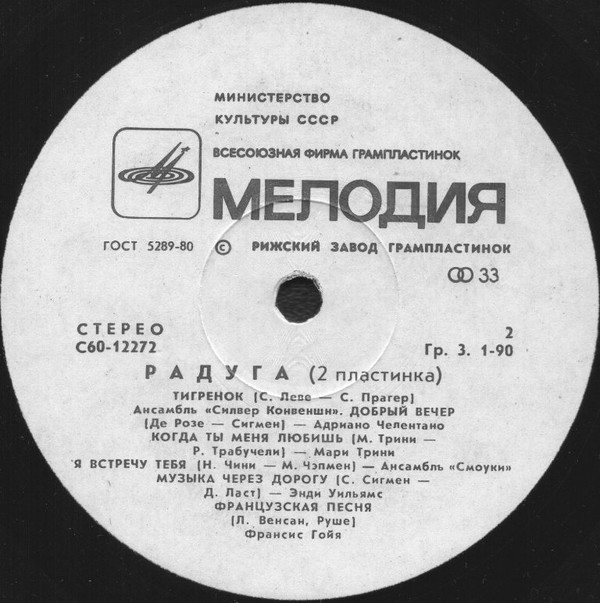 МИНИСТЕРСТВО
КУЛЬТУРЫ СССР
ВСЕСОЮЗНАЯ ФИРМА ГРАМПЛАСТИНОК
МЕЛОДИЯ
ГОСТ 5289-80 © РИЖСКИЙ ЗАВОД ГРАМПЛАСТИНОК
33
СТЕРЕО 2
С60-12272 Гр. 3. 1-90
РАДУГА (2 пластинка)
ТИГРЕНОК (С. Леве — С. Прагер)
Ансамбль «Силвер Конвеншн». ДОБРЫЙ ВЕЧЕР
(Де Розе — Сигмен) — Адриано Челентано
КОГДА ТЫ МЕНЯ ЛЮБИШЬ (М. Трини —
Р. Трабучели) — Мари Трини
Я ВСТРЕЧУ ТЕБЯ (Н. Чини — М. Чэпмен) — Ансамбль «Смоуки»
МУЗЫКА ЧЕРЕЗ ДОРОГУ (С. Сигмен —
Д. Ласт) — Энди Уильямс
ФРАНЦУЗСКАЯ ПЕСНЯ
(Л. Венсан, Руше)
Франсис Гойя